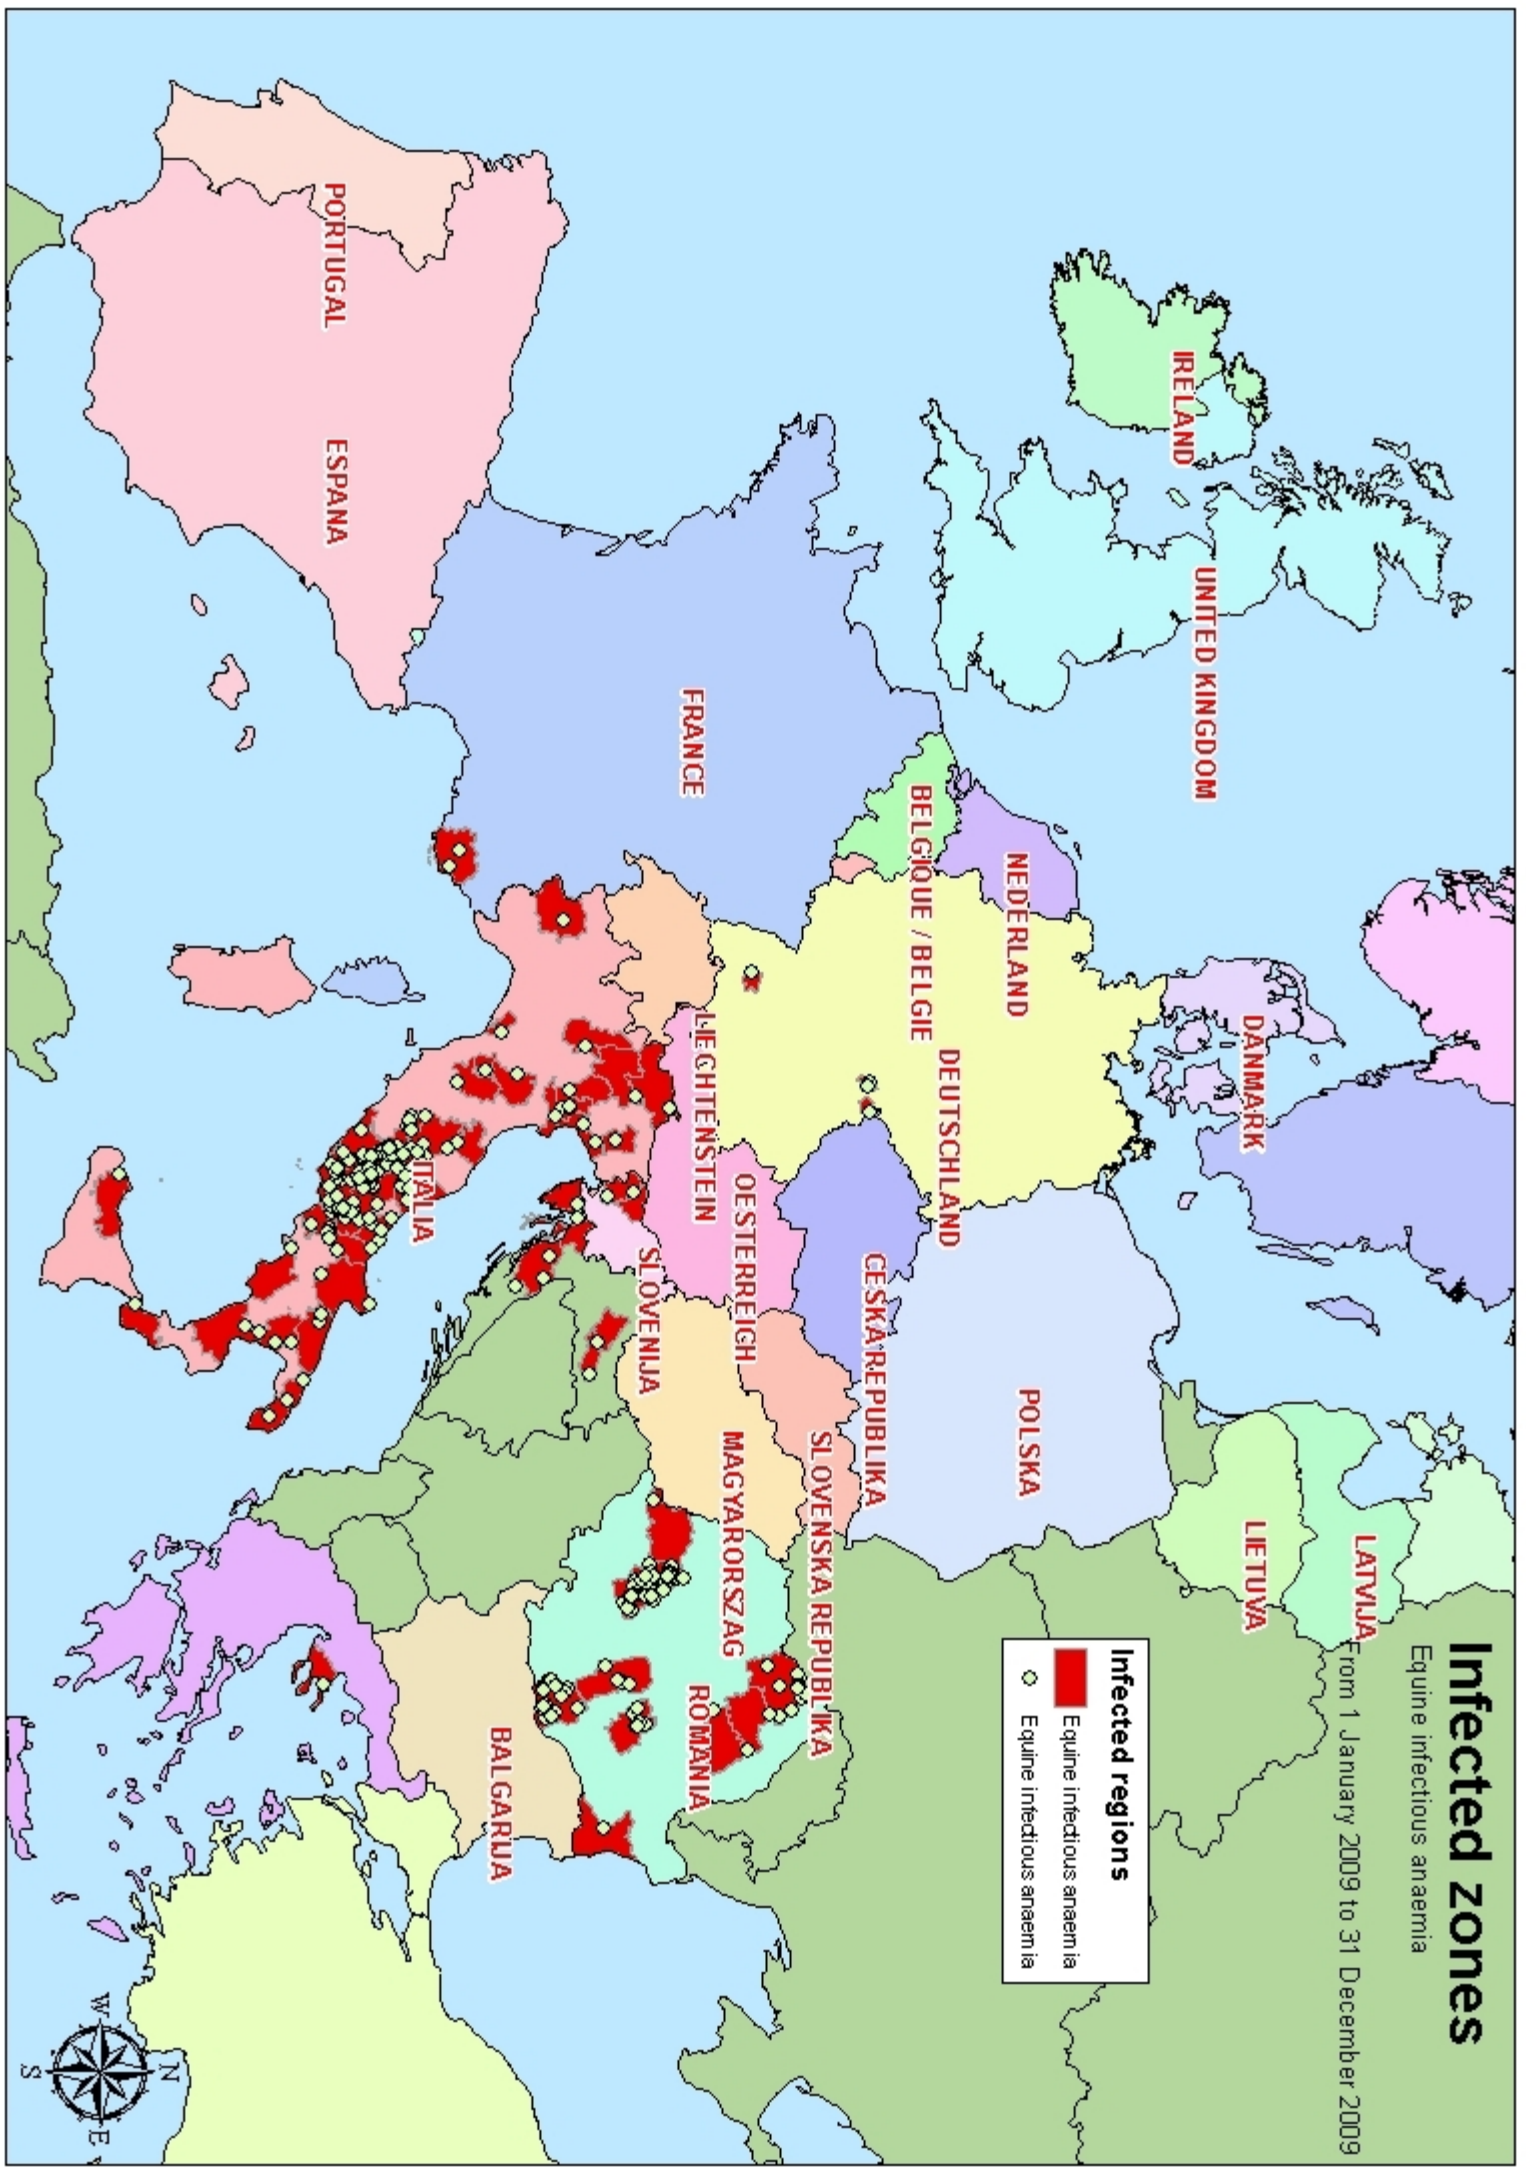 Infected zones
Equine infectious anaemia
From 1 January 2009 to 31 December 2009
IRELAND
UNITED KINGDOM
DANMARK
LATVIJA
LIETUVA
NEDERLAND
BELGIQUE / BELGIE
DEUTSCHLAND
POLSKA
Infected regions
Equine infectious anaemia
Equine infectious anaemia
FRANCE
LIECHTENSTEIN
OESTERREICH
CESKA REPUBLIKA
SLOVENSKA REPUBLIKA
SLOVENIJA
MAGYARORSZAG
ROMANIA
PORTUGAL
ESPANA
ITALIA
BALGARIJA
N
W
E
S